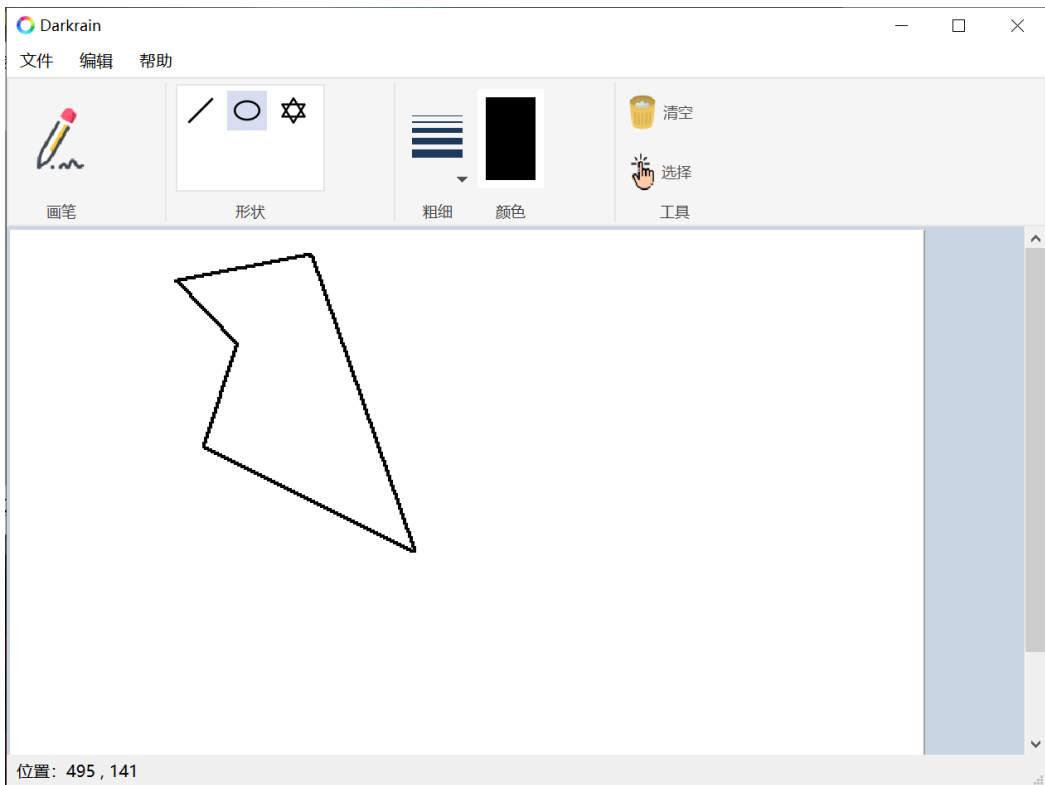 Darkrain
文件 编辑 帮助
清空
选择
画笔 形状 粗细 颜色 工具
位置：495 , 141